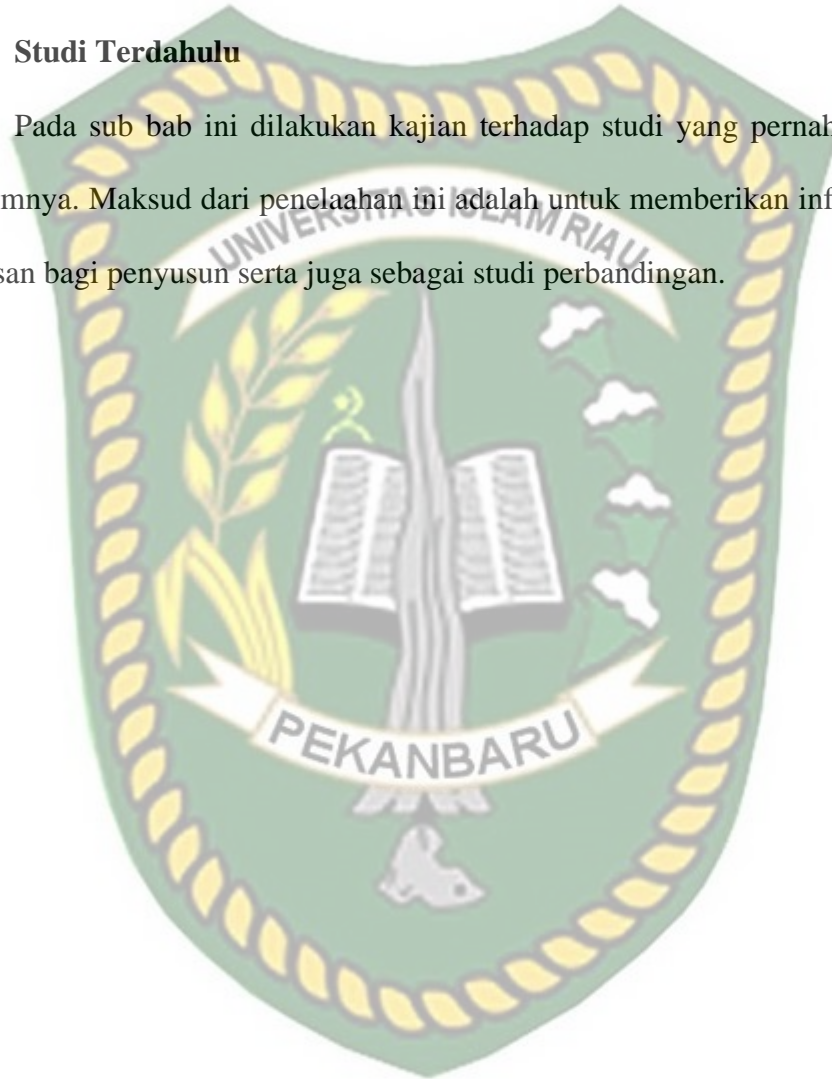 Studi Terdahulu
Pada sub bab ini dilakukan kajian terhadap studi yang pernah
mnya. Maksud dari penelaahan ini adalah untuk memberikan inf
san bagi penyusun serta juga sebagai studi perbandingan.
UNIVERSITAS ISLAM RIAU
PEKANBARU